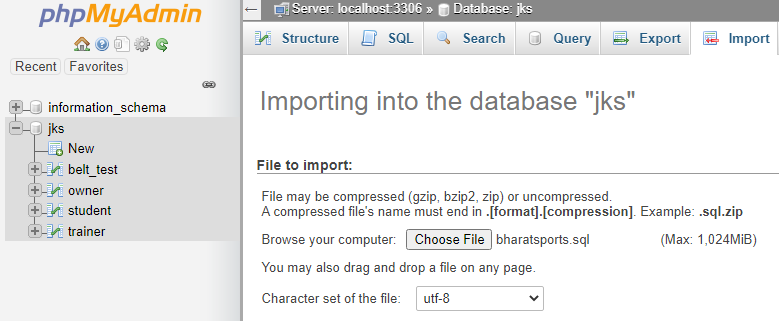 phpMyAdmin
Recent Favorites
information_schema
jks
New
belt_test
owner
student
trainer
Server: localhost:3306 » Database: jks
Structure SQL Search Query Export Import
Importing into the database "jks"
File to import:
File may be compressed (gzip, bzip2, zip) or uncompressed.
A compressed file's name must end in .[format].[compression]. Example: .sql.zip
Browse your computer: Choose File bharatsports.sql (Max: 1,024MiB)
You may also drag and drop a file on any page.
Character set of the file: utf-8